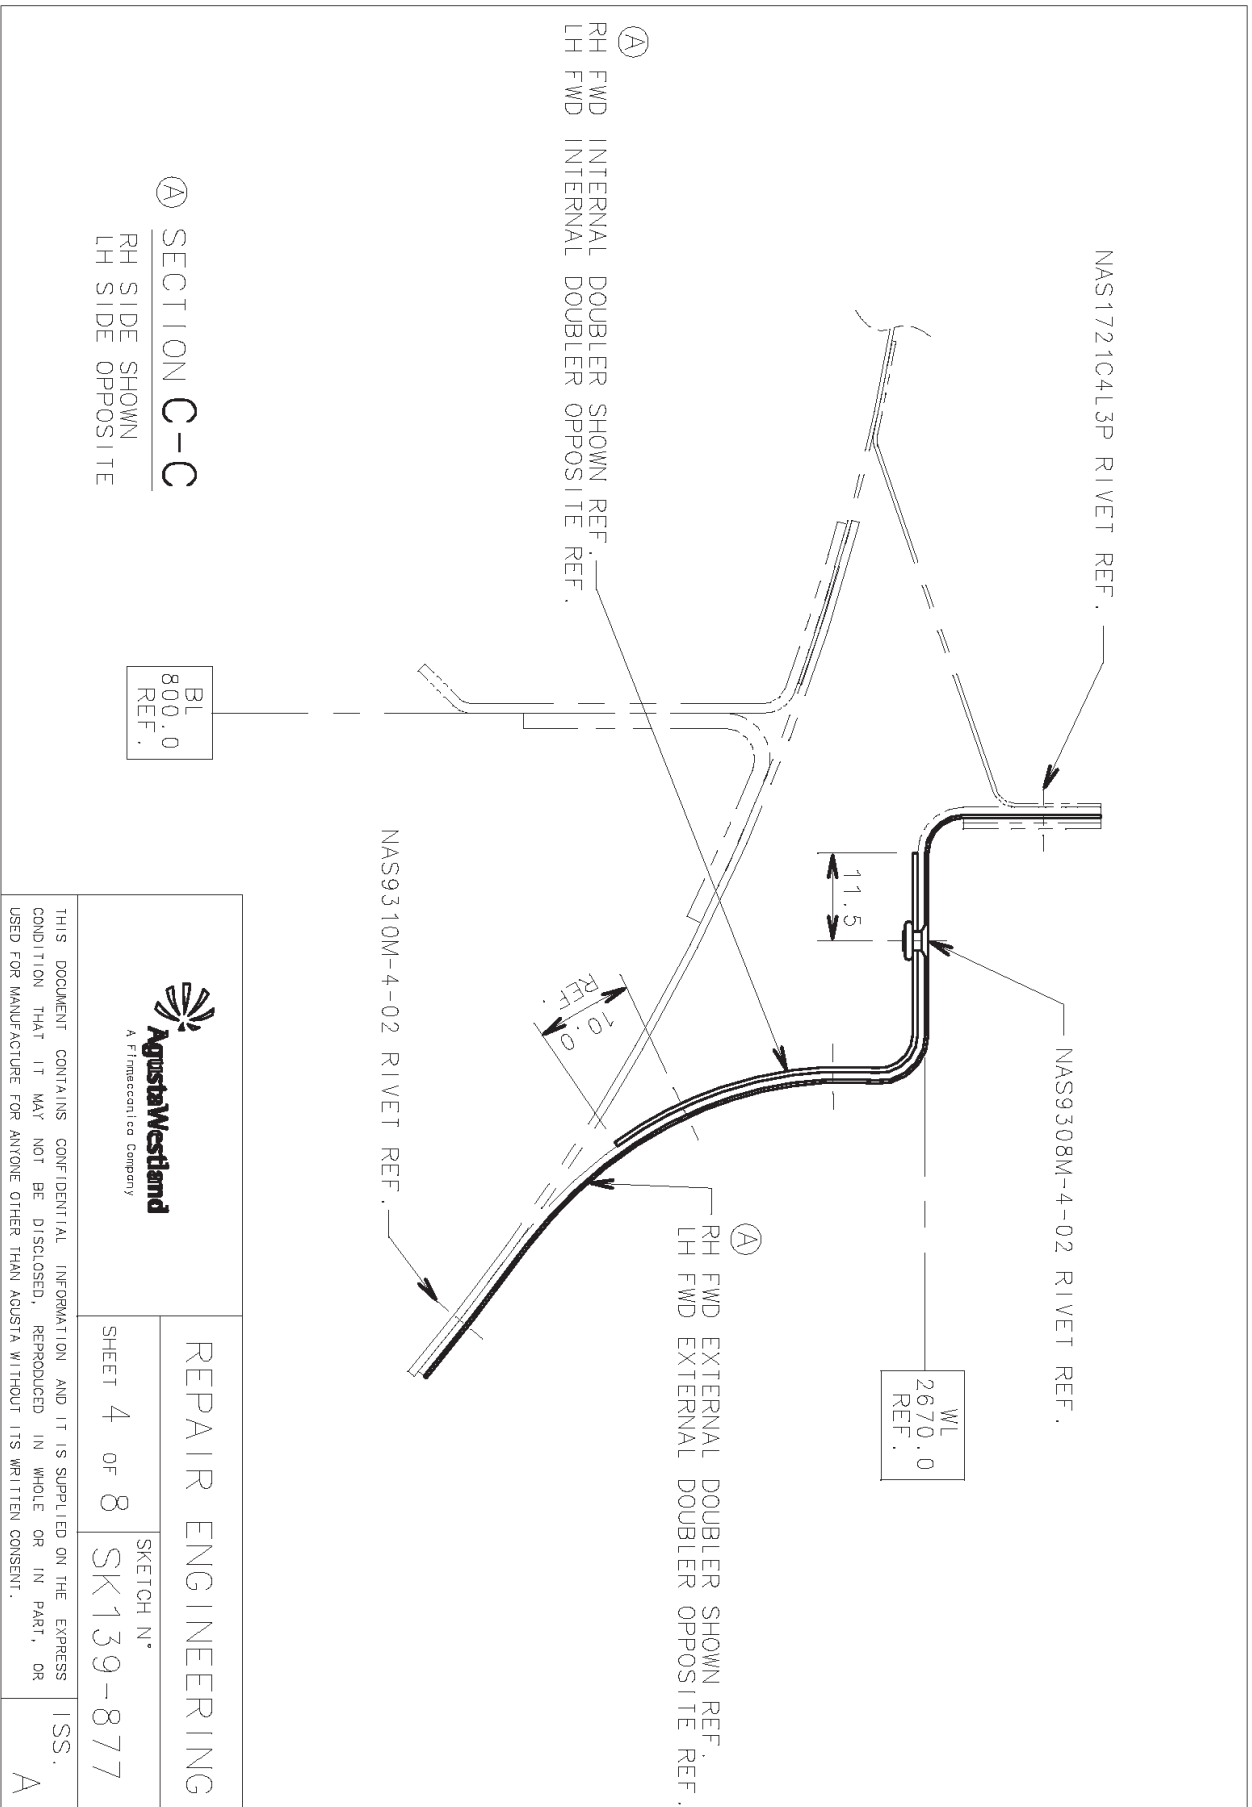 NAS1721C4L3P RIVET REF.
NAS9308M-4-02 RIVET REF.
WL
2670.0
REF.
11.5
Ⓐ
RH FWD INTERNAL DOUBLER SHOWN REF.
LH FWD INTERNAL DOUBLER OPPOSITE REF.
Ⓐ
RH FWD EXTERNAL DOUBLER SHOWN REF.
LH FWD EXTERNAL DOUBLER OPPOSITE REF.
10.0
REF.
NAS9310M-4-02 RIVET REF.
BL
800.0
REF.
Ⓐ SECTION C-C
RH SIDE SHOWN
LH SIDE OPPOSITE
AgustaWestland
A Finmeccanica Company
REPAIR ENGINEERING
SHEET 4 OF 8
SKETCH N°
SK139-877
THIS DOCUMENT CONTAINS CONFIDENTIAL INFORMATION AND IT IS SUPPLIED ON THE EXPRESS
CONDITION THAT IT MAY NOT BE DISCLOSED, REPRODUCED IN WHOLE OR IN PART, OR
USED FOR MANUFACTURE FOR ANYONE OTHER THAN AGUSTA WITHOUT ITS WRITTEN CONSENT.
ISS.
A